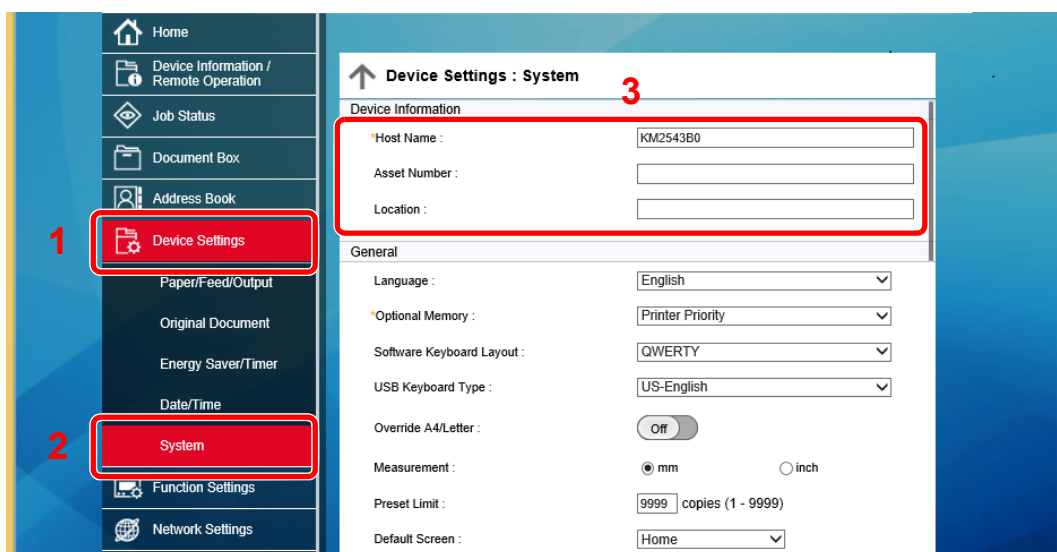 Home
Device Information /
Remote Operation
Job Status
Document Box
Address Book
1
Device Settings
Paper/Feed/Output
Original Document
Energy Saver/Timer
Date/Time
2
System
Function Settings
Network Settings
Device Settings : System
3
Device Information
*Host Name : KM2543B0
Asset Number :
Location :
General
Language : English
*Optional Memory : Printer Priority
Software Keyboard Layout : QWERTY
USB Keyboard Type : US-English
Override A4/Letter : Off
Measurement : mm inch
Preset Limit : 9999 copies (1 - 9999)
Default Screen : Home